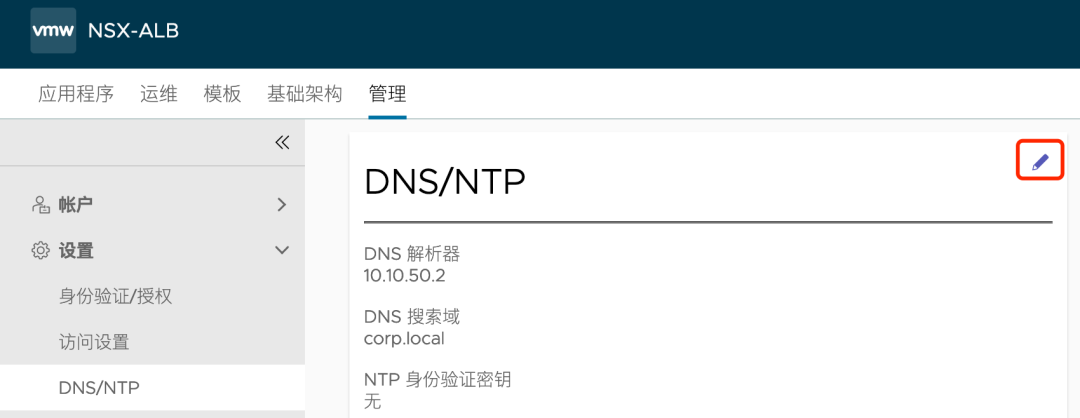 vmw NSX-ALB
应用程序 运维 模板 基础架构 管理
帐户
设置
身份验证/授权
访问设置
DNS/NTP
DNS/NTP
DNS 解析器
10.10.50.2
DNS 搜索域
corp.local
NTP 身份验证密钥
无